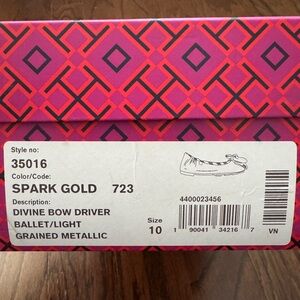 Style no:
35016
Color/Code:
SPARK GOLD 723
Description:
DIVINE BOW DRIVER
BALLET/LIGHT
GRAINED METALLIC
Size
10
4400023456
1 90041 34216 7
VN